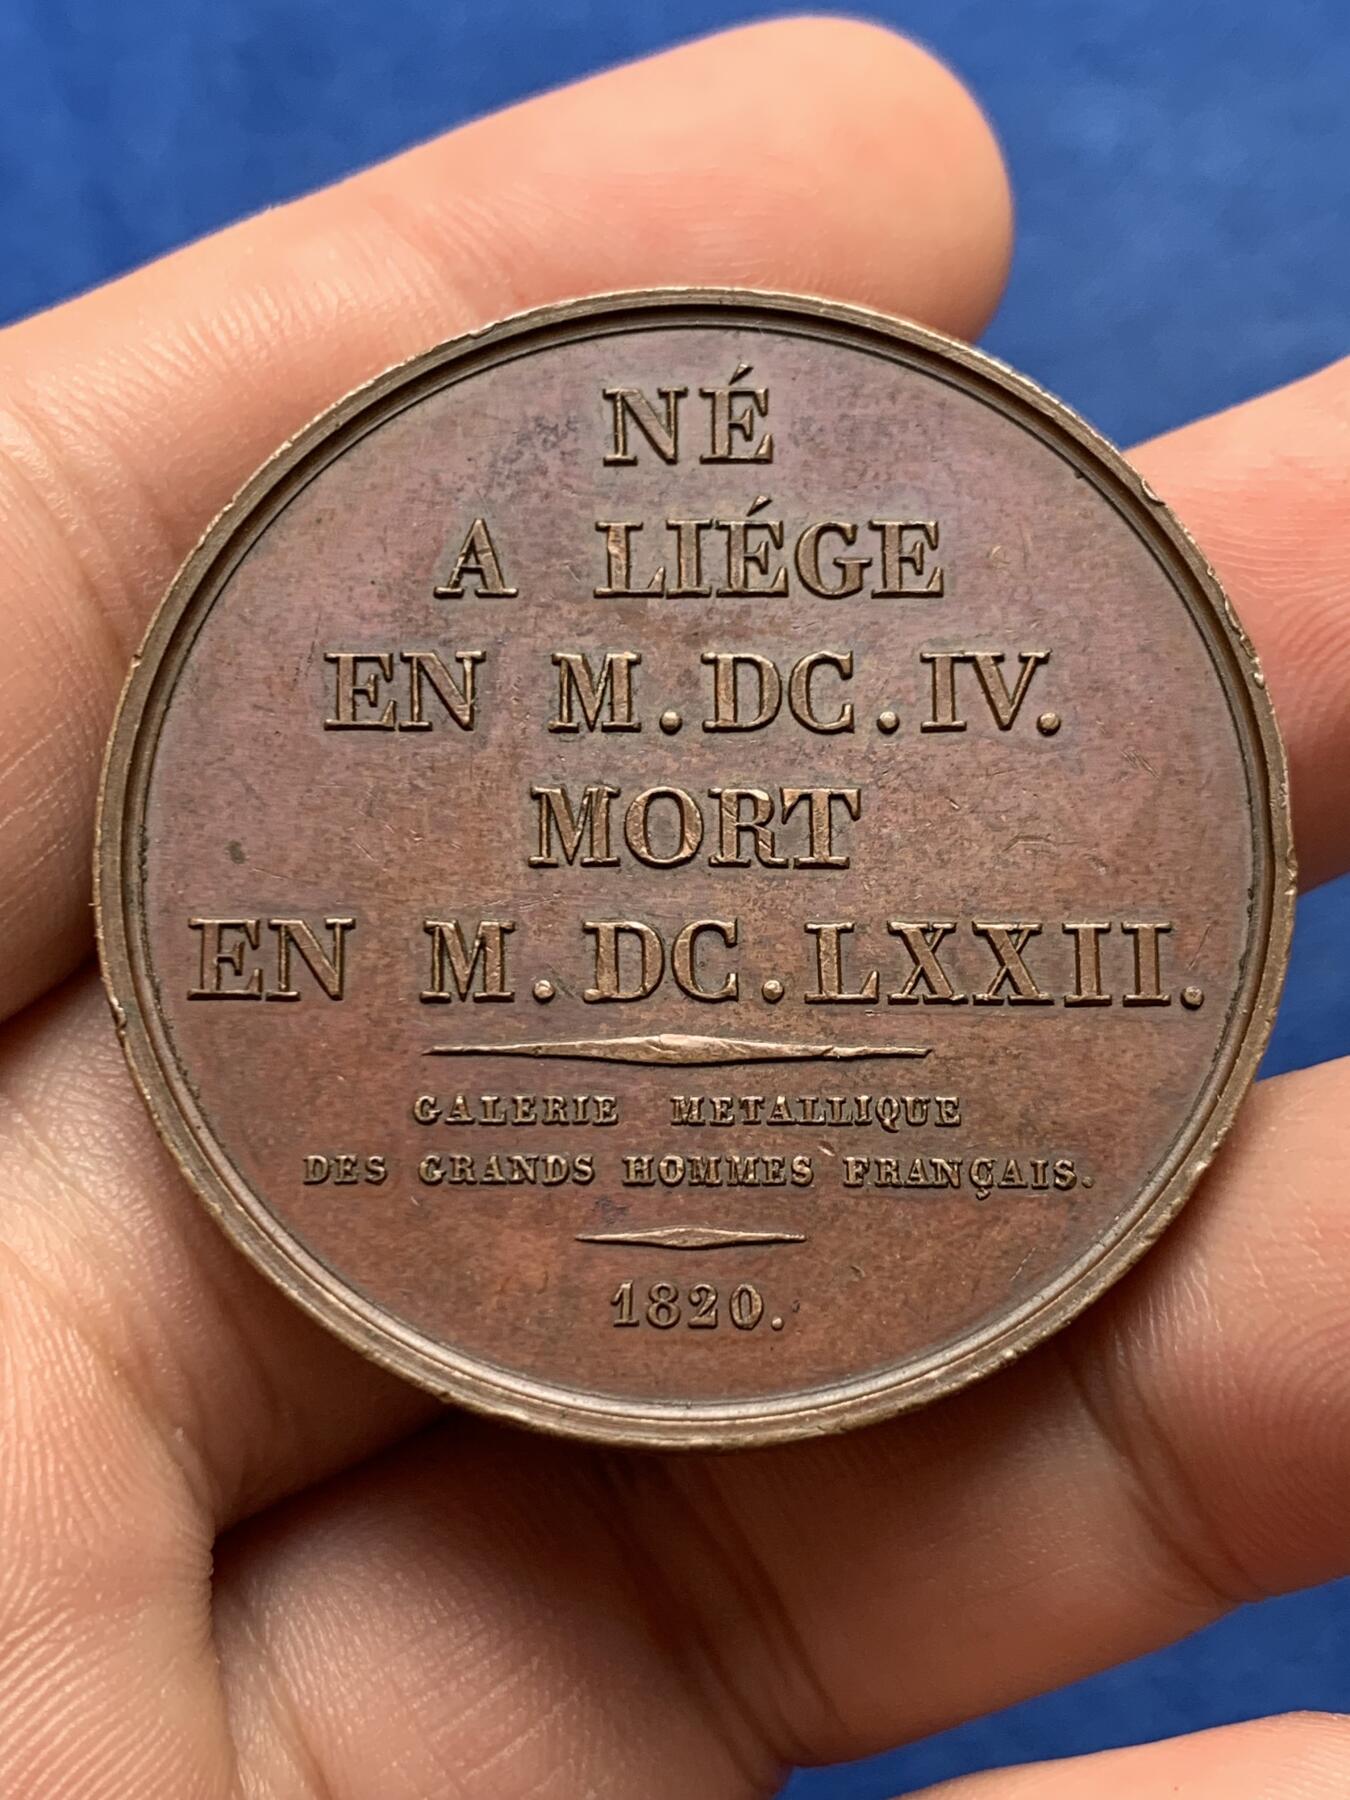 NÉ
A LIÉGE
EN M.DC.IV.
MORT
EN M.DC.LXXII.
GALERIE METALLIQUE
DES GRANDS HOMMES FRANÇAIS.
1820.